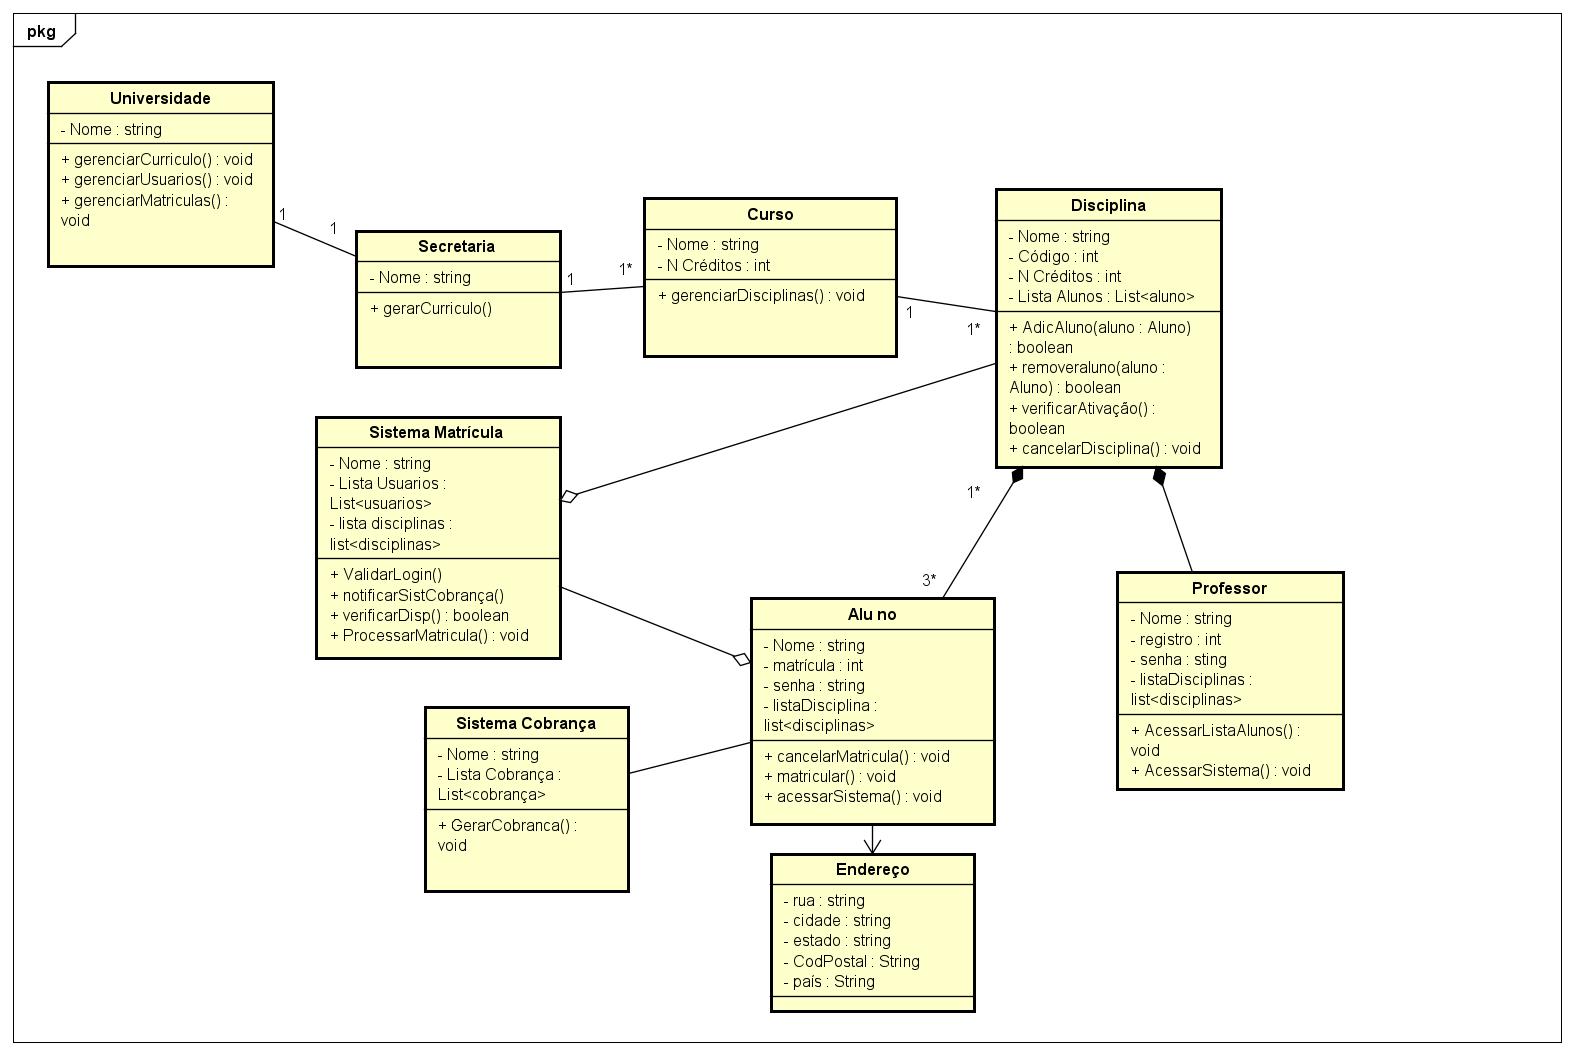 pkg
Universidade
- Nome : string
+ gerenciarCurriculo() : void
+ gerenciarUsuarios() : void
+ gerenciarMatriculas() :
void
1
1
Secretaria
- Nome : string
+ gerarCurriculo()
1
1*
Curso
- Nome : string
- N Créditos : int
+ gerenciarDisciplinas() : void
1
1*
Disciplina
- Nome : string
- Código : int
- N Créditos : int
- Lista Alunos : List<aluno>
+ AdicAluno(aluno : Aluno)
: boolean
+ removeraluno(aluno :
Aluno) : boolean
+ verificarAtivação() :
boolean
+ cancelarDisciplina() : void
Sistema Matrícula
- Nome : string
- Lista Usuarios :
List<usuarios>
- lista disciplinas :
list<disciplinas>
+ ValidarLogin()
+ notificarSistCobrança()
+ verificarDisp() : boolean
+ ProcessarMatricula() : void
1*
3*
Alu no
- Nome : string
- matrícula : int
- senha : string
- listaDisciplina :
list<disciplinas>
+ cancelarMatricula() : void
+ matricular() : void
+ acessarSistema() : void
Professor
- Nome : string
- registro : int
- senha : sting
- listaDisciplinas :
list<disciplinas>
+ AcessarListaAlunos() :
void
+ AcessarSistema() : void
Sistema Cobrança
- Nome : string
- Lista Cobrança :
List<cobrança>
+ GerarCobranca() :
void
Endereço
- rua : string
- cidade : string
- estado : string
- CodPostal : String
- país : String